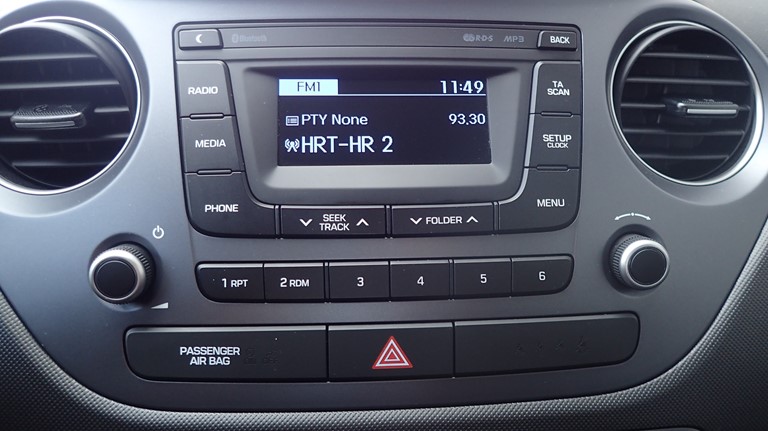 Bluetooth R·D·S MP3 BACK
RADIO
MEDIA
PHONE
FM1 11:49
PTY None 93.30
HRT-HR 2
TA
SCAN
SETUP
CLOCK
MENU
SEEK
TRACK
FOLDER
1 RPT 2 RDM 3 4 5 6
PASSENGER
AIR BAG